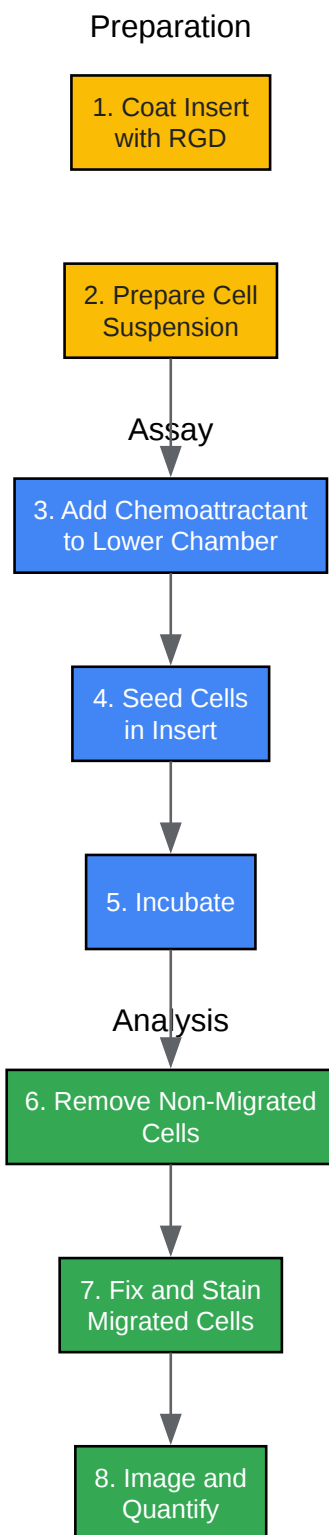 Preparation
1. Coat Insert
with RGD
2. Prepare Cell
Suspension
Assay
3. Add Chemoattractant
to Lower Chamber
4. Seed Cells
in Insert
5. Incubate
Analysis
6. Remove Non-Migrated
Cells
7. Fix and Stain
Migrated Cells
8. Image and
Quantify